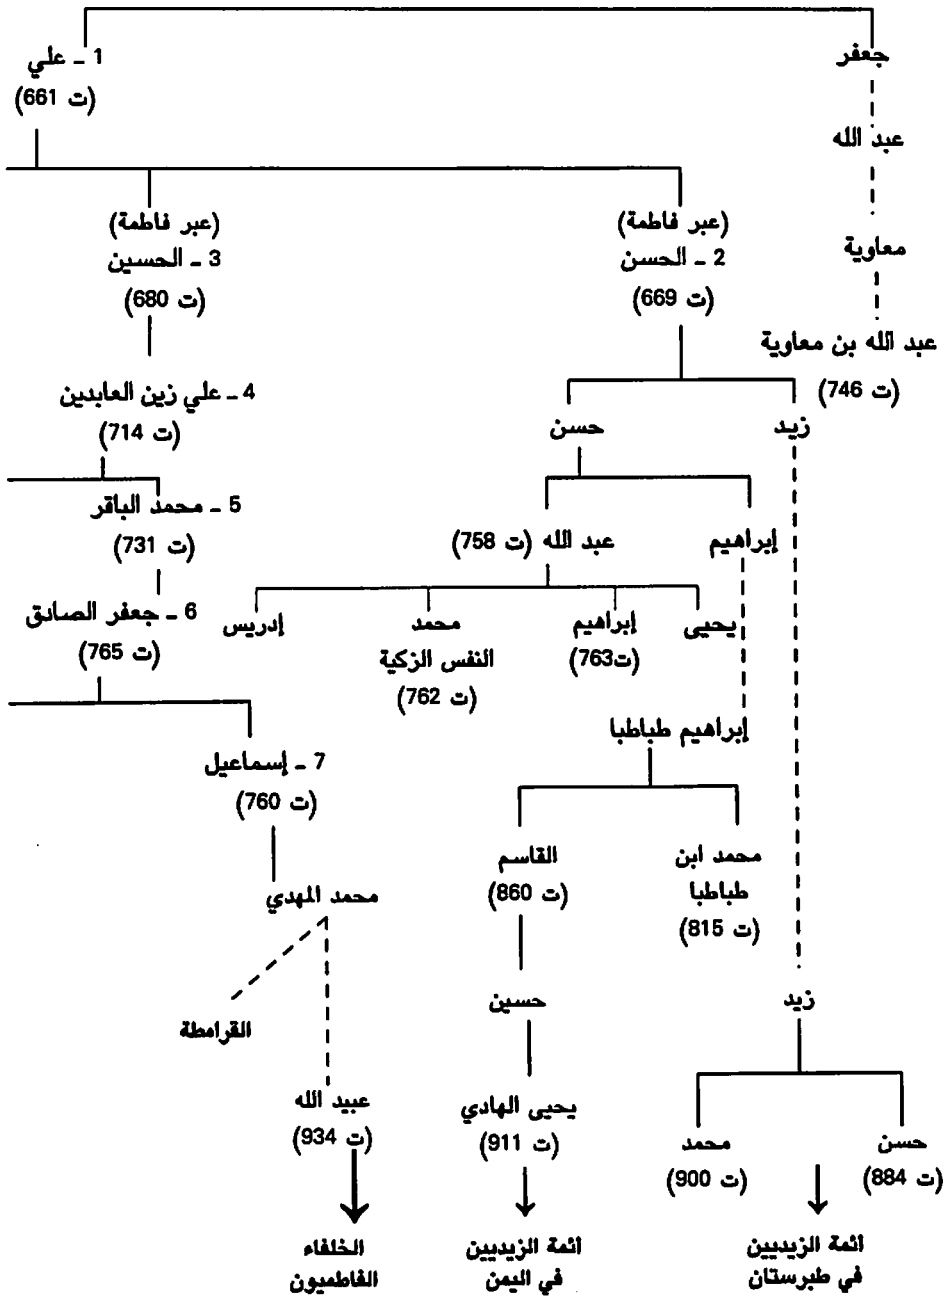 جعفر
1 ـ علي
(ت 661)
عبد الله
(عبر فاطمة)
(عبر فاطمة)
معاوية
2 ـ الحسن
3 ـ الحسين
(ت 669)
(ت 680)
عبد الله بن معاوية
(ت 746)
4 ـ علي زين العابدين
(ت 714)
زيد
حسن
5 ـ محمد الباقر
(ت 731)
إبراهيم
عبد الله (ت 758)
6 ـ جعفر الصادق
(ت 765)
يحيى
إبراهيم
(ت763)
محمد
النفس الزكية
(ت 762)
إدريس
إبراهيم طباطبا
7 ـ إسماعيل
(ت 760)
محمد ابن
طباطبا
(ت 815)
القاسم
(ت 860)
محمد المهدي
زيد
حسين
القرامطة
حسن
(ت 884)
محمد
(ت 900)
يحيى الهادي
(ت 911)
عبيد الله
(ت 934)
ائمة الزيديين
في طبرستان
ائمة الزيديين
في اليمن
الخلفاء
الفاطميون